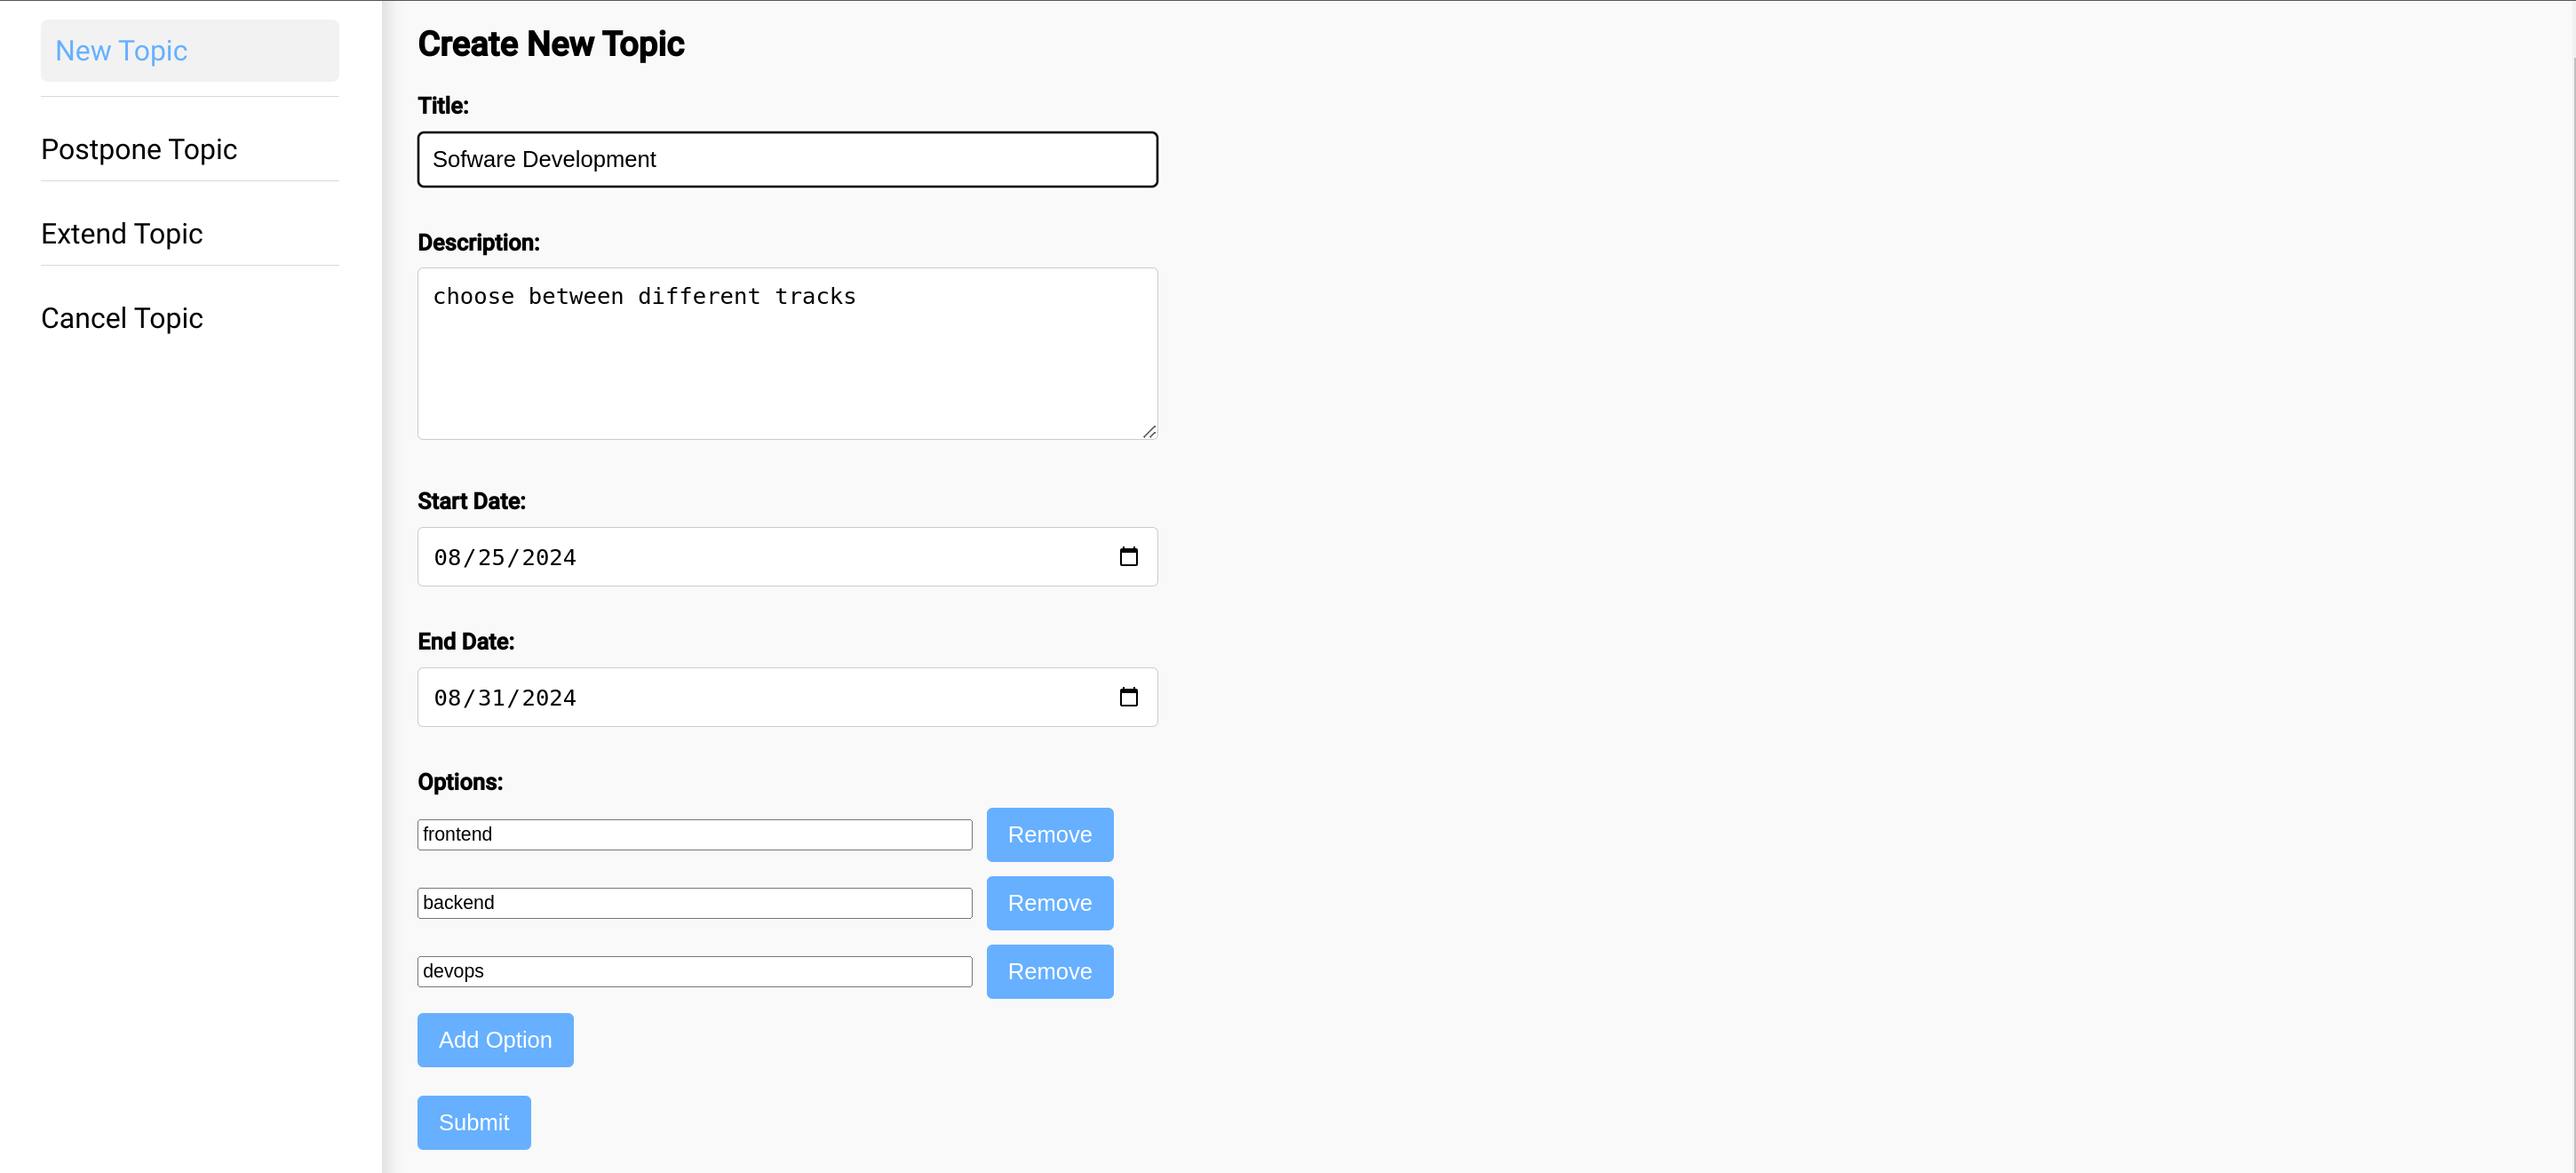 New Topic
Postpone Topic
Extend Topic
Cancel Topic
Create New Topic
Title:
Sofware Development
Description:
choose between different tracks
Start Date:
08/25/2024
End Date:
08/31/2024
Options:
frontend Remove
backend Remove
devops Remove
Add Option
Submit